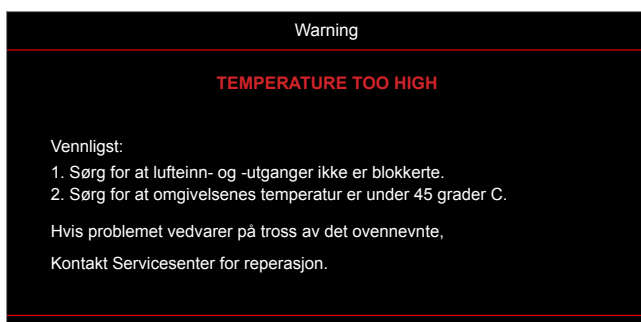 Warning
TEMPERATURE TOO HIGH
Vennligst:
1. Sørg for at lufteinn- og -utganger ikke er blokkerte.
2. Sørg for at omgivelsenes temperatur er under 45 grader C.
Hvis problemet vedvarer på tross av det ovennevnte,
Kontakt Servicesenter for reperasjon.